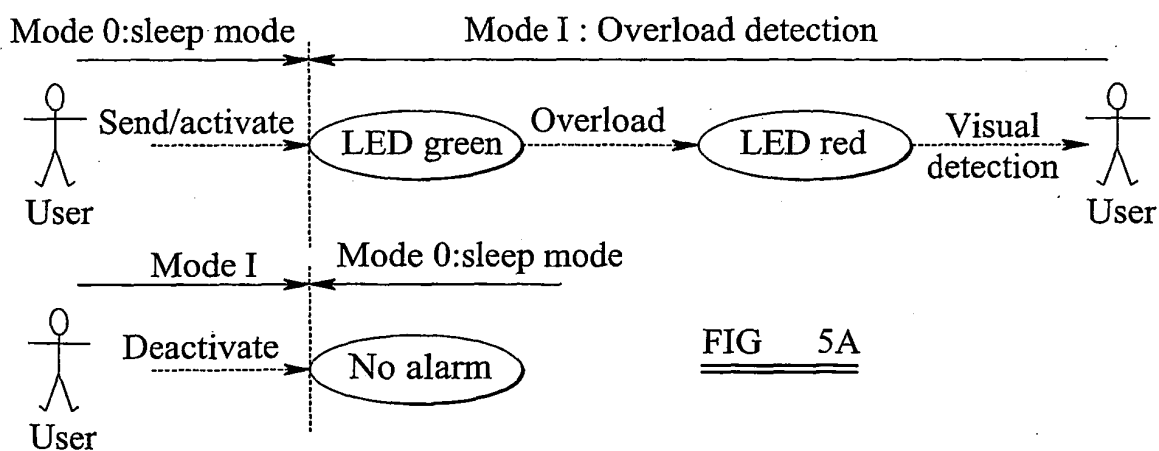 Mode 0:sleep mode
Mode I : Overload detection
Send/activate
LED green
Overload
LED red
Visual
detection
User
User
Mode I
Mode 0:sleep mode
Deactivate
No alarm
FIG 5A
User